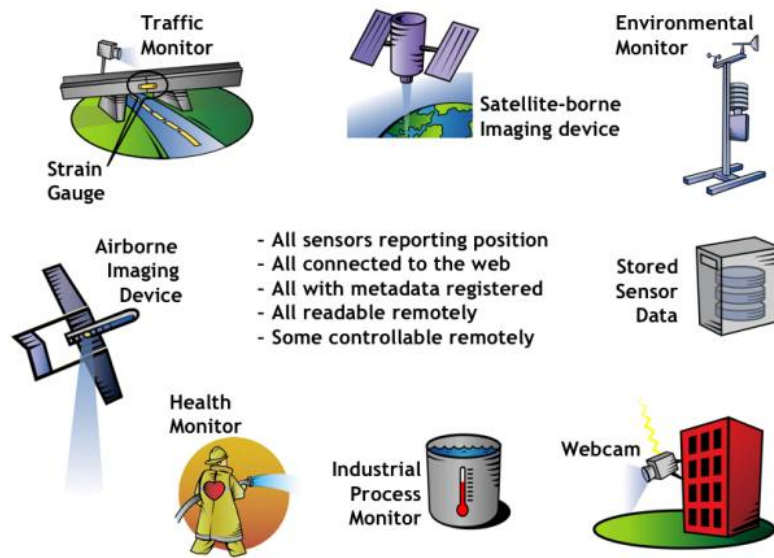 Traffic
Monitor
Strain
Gauge
Satellite-borne
Imaging device
Environmental
Monitor
Airborne
Imaging
Device
- All sensors reporting position
- All connected to the web
- All with metadata registered
- All readable remotely
- Some controllable remotely
Stored
Sensor
Data
Health
Monitor
Industrial
Process
Monitor
Webcam